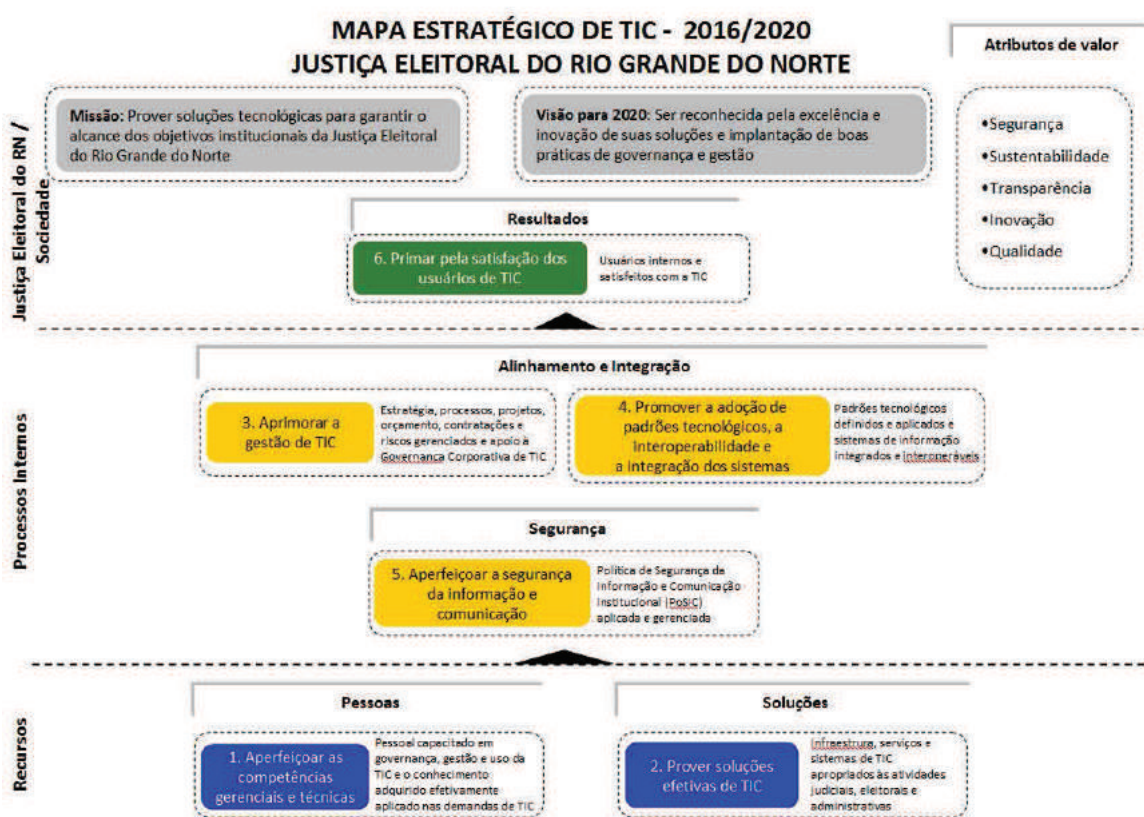 MAPA ESTRATÉGICO DE TIC - 2016/2020
JUSTIÇA ELEITORAL DO RIO GRANDE DO NORTE
Atributos de valor
•Segurança
•Sustentabilidade
•Transparência
•Inovação
•Qualidade
Justiça Eleitoral do RN /
Sociedade
Missão: Prover soluções tecnológicas para garantir o
alcance dos objetivos institucionais da Justiça Eleitoral
do Rio Grande do Norte
Visão para 2020: Ser reconhecida pela excelência e
inovação de suas soluções e implantação de boas
práticas de governança e gestão
Resultados
6. Primar pela satisfação dos
usuários de TIC
Usuários internos e
satisfeitos com a TIC
Processos Internos
Alinhamento e Integração
3. Aprimorar a
gestão de TIC
Estratégia, processos, projetos,
orçamento, contratações e
riscos gerenciados e apoio à
Governança Corporativa de TIC
4. Promover a adoção de
padrões tecnológicos, a
interoperabilidade e
a integração dos sistemas
Padrões tecnológicos
definidos e aplicados e
sistemas de informação
integrados e interoperáveis
Segurança
5. Aperfeiçoar a segurança
da informação e
comunicação
Política de Segurança da
Informação e Comunicação
Institucional (PoSIC)
aplicada e gerenciada
Recursos
Pessoas
1. Aperfeiçoar as
competências
gerenciais e técnicas
Pessoal capacitado em
governança, gestão e uso da
TIC e o conhecimento
adquirido efetivamente
aplicado nas demandas de TIC
Soluções
2. Prover soluções
efetivas de TIC
Infraestrura, serviços e
sistemas de TIC
apropriados às atividades
judiciais, eleitorais e
administrativas